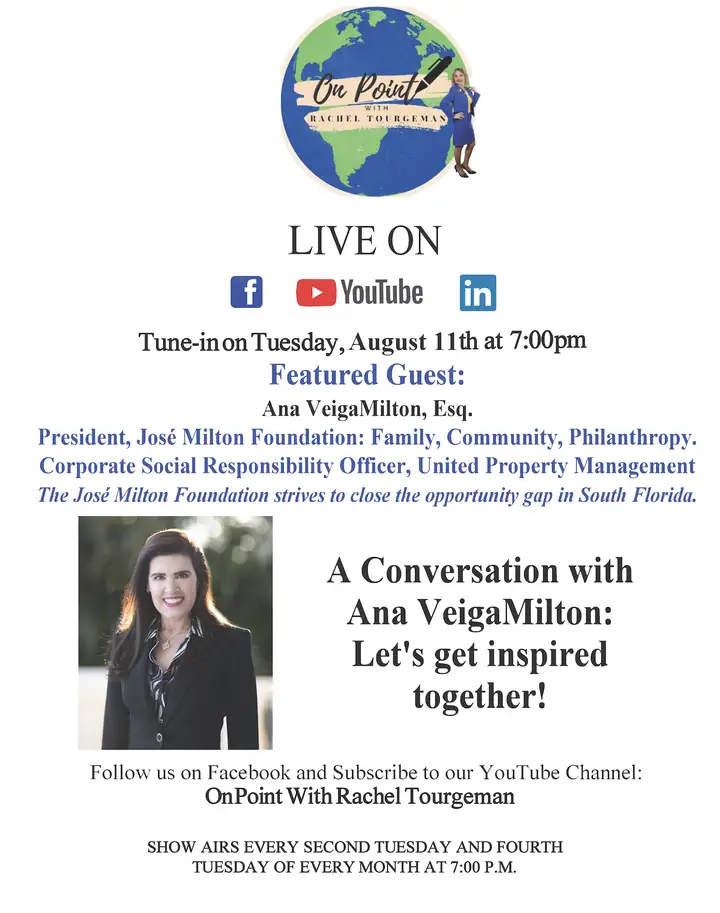 On Point
WITH
RACHEL TOURGEMAN
LIVE ON
f YouTube in
Tune-in on Tuesday, August 11th at 7:00pm
Featured Guest:
Ana VeigaMilton, Esq.
President, José Milton Foundation: Family, Community, Philanthropy.
Corporate Social Responsibility Officer, United Property Management
The José Milton Foundation strives to close the opportunity gap in South Florida.
A Conversation with
Ana VeigaMilton:
Let's get inspired
together!
Follow us on Facebook and Subscribe to our YouTube Channel:
OnPoint With Rachel Tourgeman
SHOW AIRS EVERY SECOND TUESDAY AND FOURTH
TUESDAY OF EVERY MONTH AT 7:00 P.M.